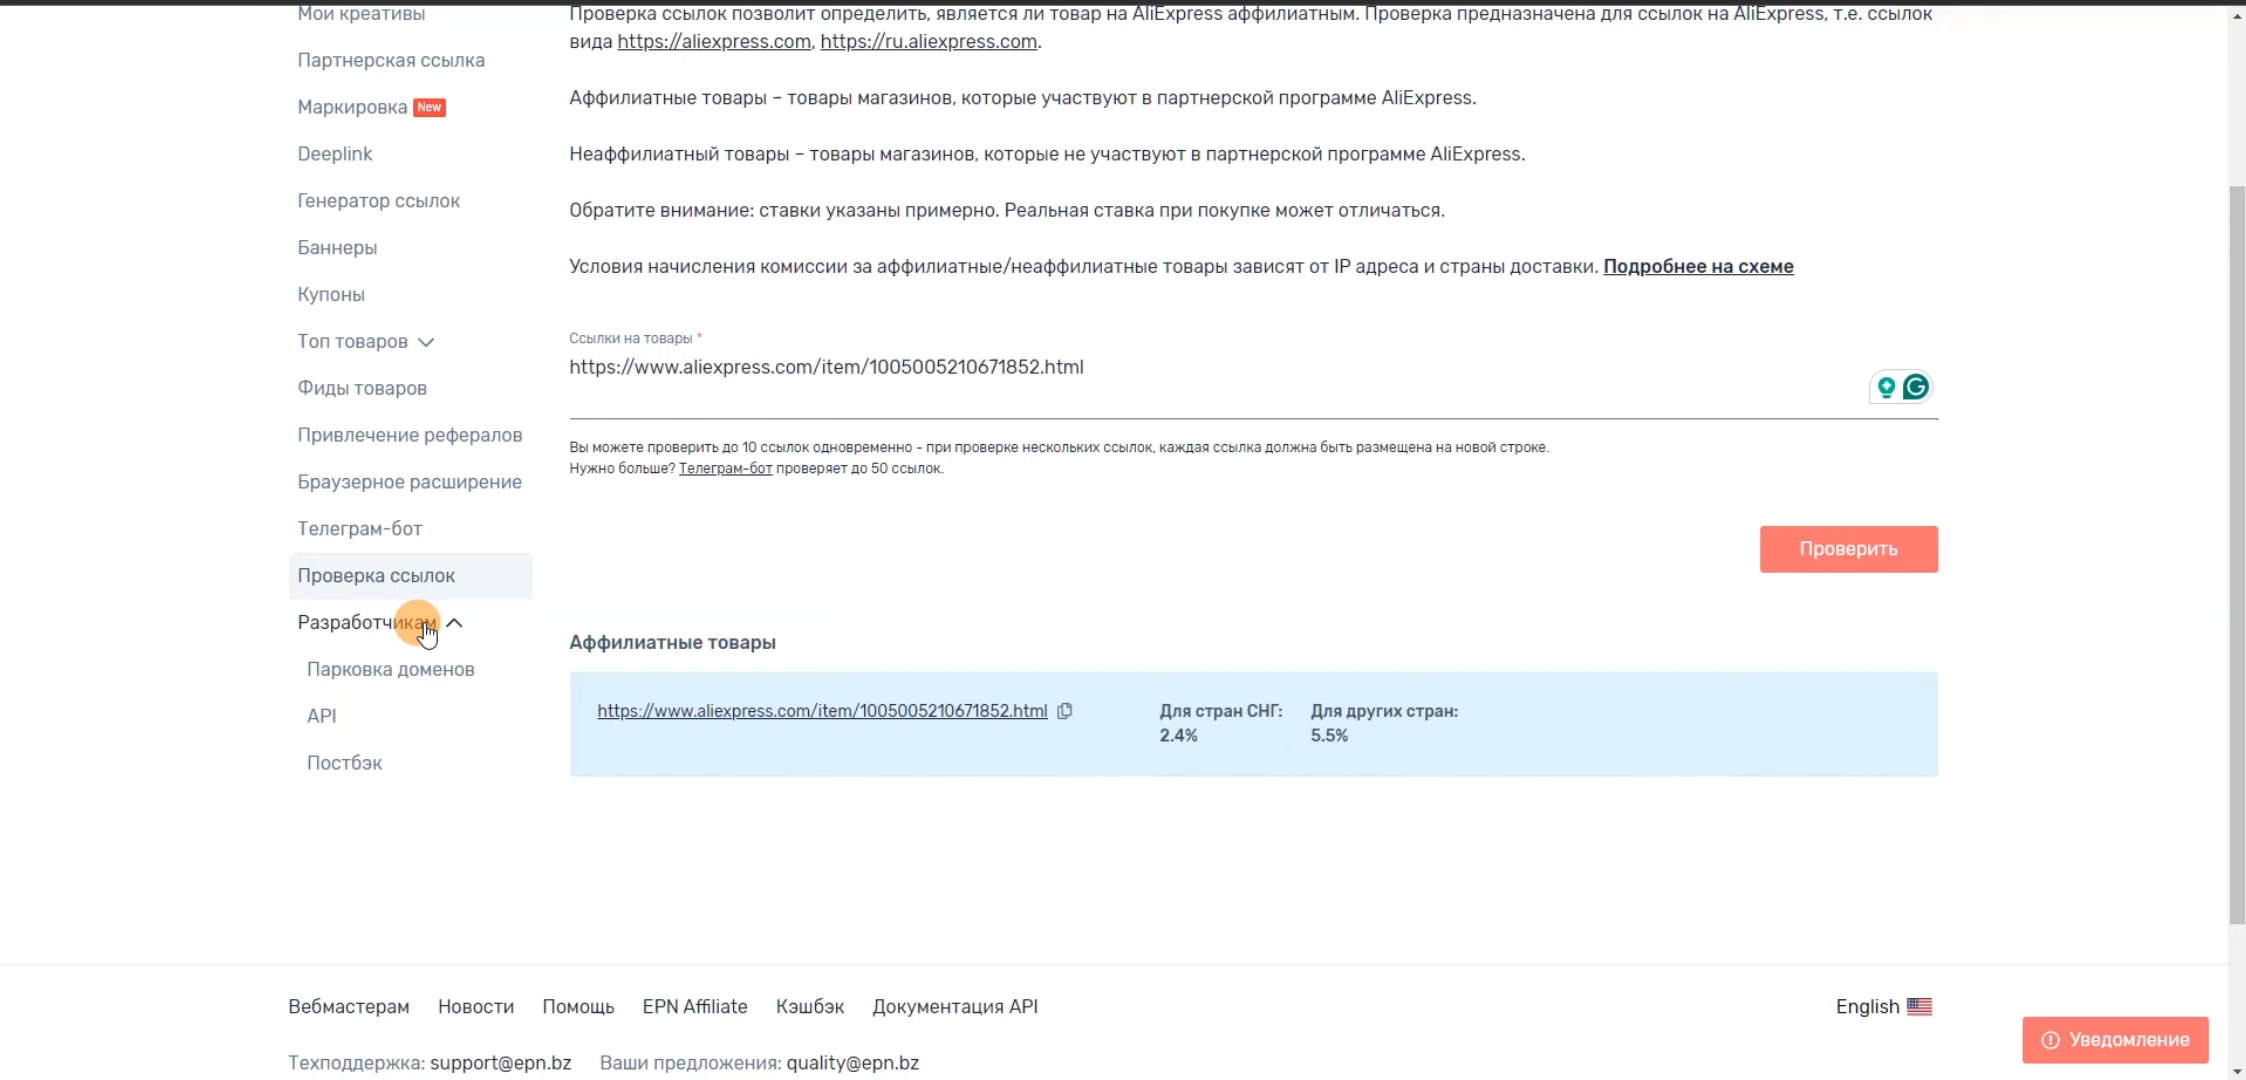 Мои креативы
Партнерская ссылка
Маркировка New
Deeplink
Генератор ссылок
Баннеры
Купоны
Топ товаров
Фиды товаров
Привлечение рефералов
Браузерное расширение
Телеграм-бот
Проверка ссылок
Разработчикам
Парковка доменов
API
Постбэк
Проверка ссылок позволит определить, является ли товар на AliExpress аффилиатным. Проверка предназначена для ссылок на AliExpress, т.е. ссылок
вида https://aliexpress.com, https://ru.aliexpress.com.
Аффилиатные товары – товары магазинов, которые участвуют в партнерской программе AliExpress.
Неаффилиатный товары – товары магазинов, которые не участвуют в партнерской программе AliExpress.
Обратите внимание: ставки указаны примерно. Реальная ставка при покупке может отличаться.
Условия начисления комиссии за аффилиатные/неаффилиатные товары зависят от IP адреса и страны доставки. Подробнее на схеме
Ссылки на товары *
https://www.aliexpress.com/item/1005005210671852.html
Вы можете проверить до 10 ссылок одновременно - при проверке нескольких ссылок, каждая ссылка должна быть размещена на новой строке.
Нужно больше? Телеграм-бот проверяет до 50 ссылок.
Проверить
Аффилиатные товары
https://www.aliexpress.com/item/1005005210671852.html
Для стран СНГ:
2.4%
Для других стран:
5.5%
Вебмастерам Новости Помощь EPN Affiliate Кэшбэк Документация API
English
Уведомление
Техподдержка: support@epn.bz Ваши предложения: quality@epn.bz